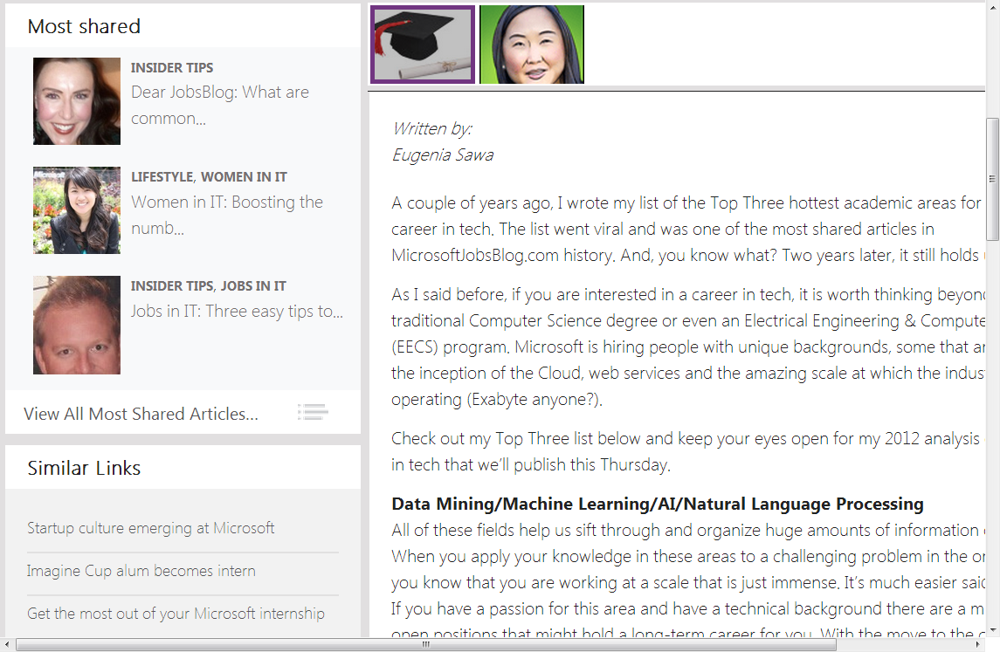 Most shared
INSIDER TIPS
Dear JobsBlog: What are
common...
LIFESTYLE, WOMEN IN IT
Women in IT: Boosting the
numb...
INSIDER TIPS, JOBS IN IT
Jobs in IT: Three easy tips to...
View All Most Shared Articles...
Similar Links
Startup culture emerging at Microsoft
Imagine Cup alum becomes intern
Get the most out of your Microsoft internship
Written by:
Eugenia Sawa
A couple of years ago, I wrote my list of the Top Three hottest academic areas for
career in tech. The list went viral and was one of the most shared articles in
MicrosoftJobsBlog.com history. And, you know what? Two years later, it still holds
As I said before, if you are interested in a career in tech, it is worth thinking beyond
traditional Computer Science degree or even an Electrical Engineering & Compute
(EECS) program. Microsoft is hiring people with unique backgrounds, some that
the inception of the Cloud, web services and the amazing scale at which the indus
operating (Exabyte anyone?).
Check out my Top Three list below and keep your eyes open for my 2012 analysis
in tech that we'll publish this Thursday.
Data Mining/Machine Learning/AI/Natural Language Processing
All of these fields help us sift through and organize huge amounts of information
When you apply your knowledge in these areas to a challenging problem in the
you know that you are working at a scale that is just immense. It's much easier
If you have a passion for this area and have a technical background there are a
open positions that might hold a long-term career for you. With the move to the